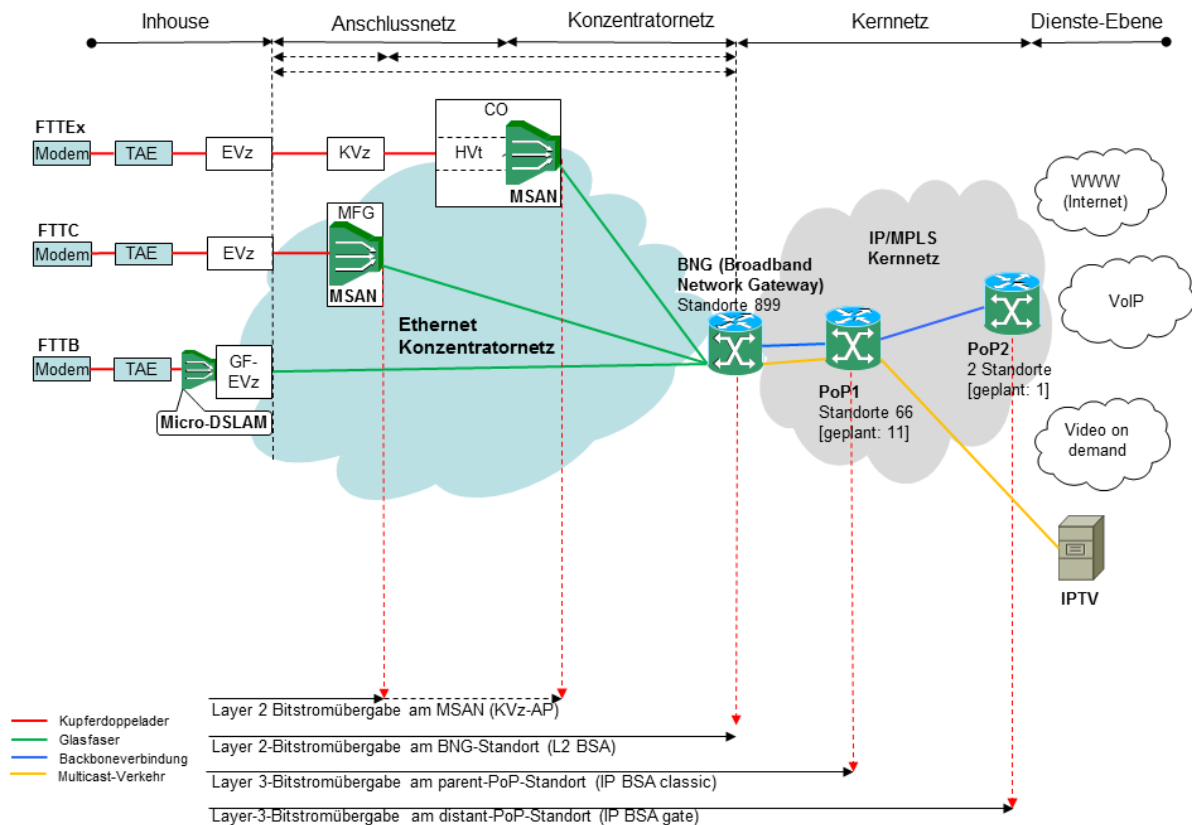 Inhouse
Anschlussnetz
Konzentratornetz
Kernnetz
Dienste-Ebene
FTTEx
Modem
TAE
EVz
KVz
CO
HVt
MSAN
FTTC
Modem
TAE
EVz
MFG
MSAN
FTTB
Modem
TAE
GF-
EVz
Micro-DSLAM
Ethernet
Konzentratornetz
BNG (Broadband
Network Gateway)
Standorte 899
IP/MPLS
Kernnetz
PoP1
Standorte 66
[geplant: 11]
PoP2
2 Standorte
[geplant: 1]
WWW
(Internet)
VoIP
Video on
demand
IPTV
Kupferdoppelader
Glasfaser
Backboneverbindung
Multicast-Verkehr
Layer 2 Bitstromübergabe am MSAN (KVz-AP)
Layer 2-Bitstromübergabe am BNG-Standort (L2 BSA)
Layer 3-Bitstromübergabe am parent-PoP-Standort (IP BSA classic)
Layer-3-Bitstromübergabe am distant-PoP-Standort (IP BSA gate)